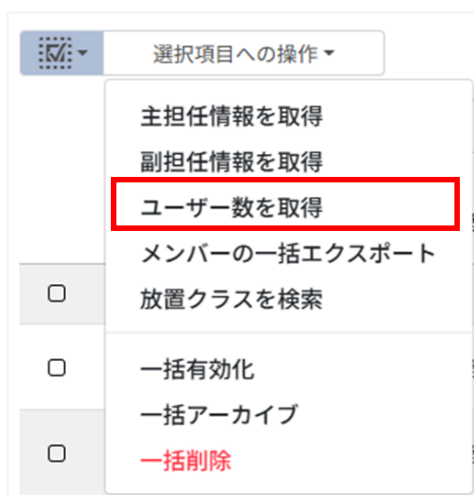 選択項目への操作
主担任情報を取得
副担任情報を取得
ユーザー数を取得
メンバーの一括エクスポート
放置クラスを検索
一括有効化
一括アーカイブ
一括削除